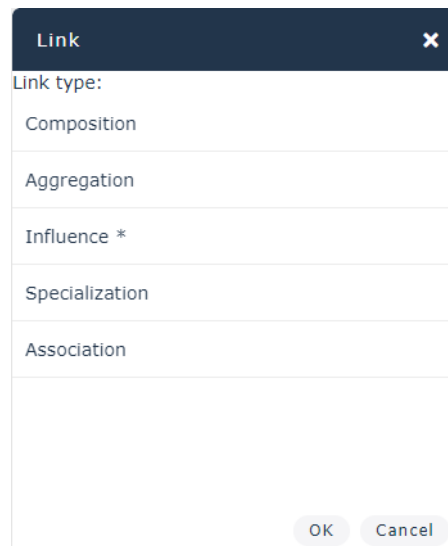 Link
Link type:
Composition
Aggregation
Influence *
Specialization
Association
OK Cancel